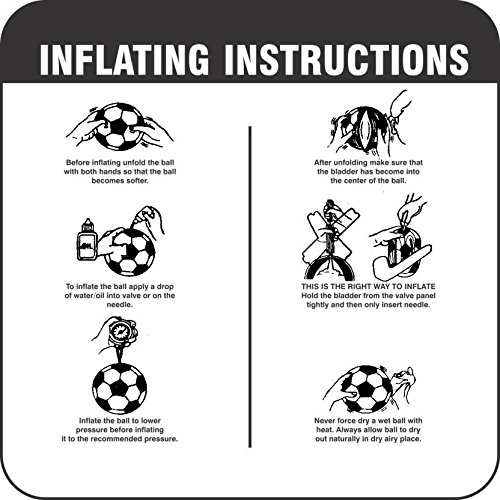 INFLATING INSTRUCTIONS
Before inflating unfold the ball
with both hands so that the ball
becomes softer.
To inflate the ball apply a drop
of water/oil into valve or on the
needle.
Inflate the ball to lower
pressure before inflating
it to the recommended pressure.
After unfolding make sure that
the bladder has become into
the center of the ball.
THIS IS THE RIGHT WAY TO INFLATE
Hold the bladder from the valve panel
tightly and then only insert needle.
Never force dry a wet ball with
heat. Always allow ball to dry
out naturally in dry airy place.